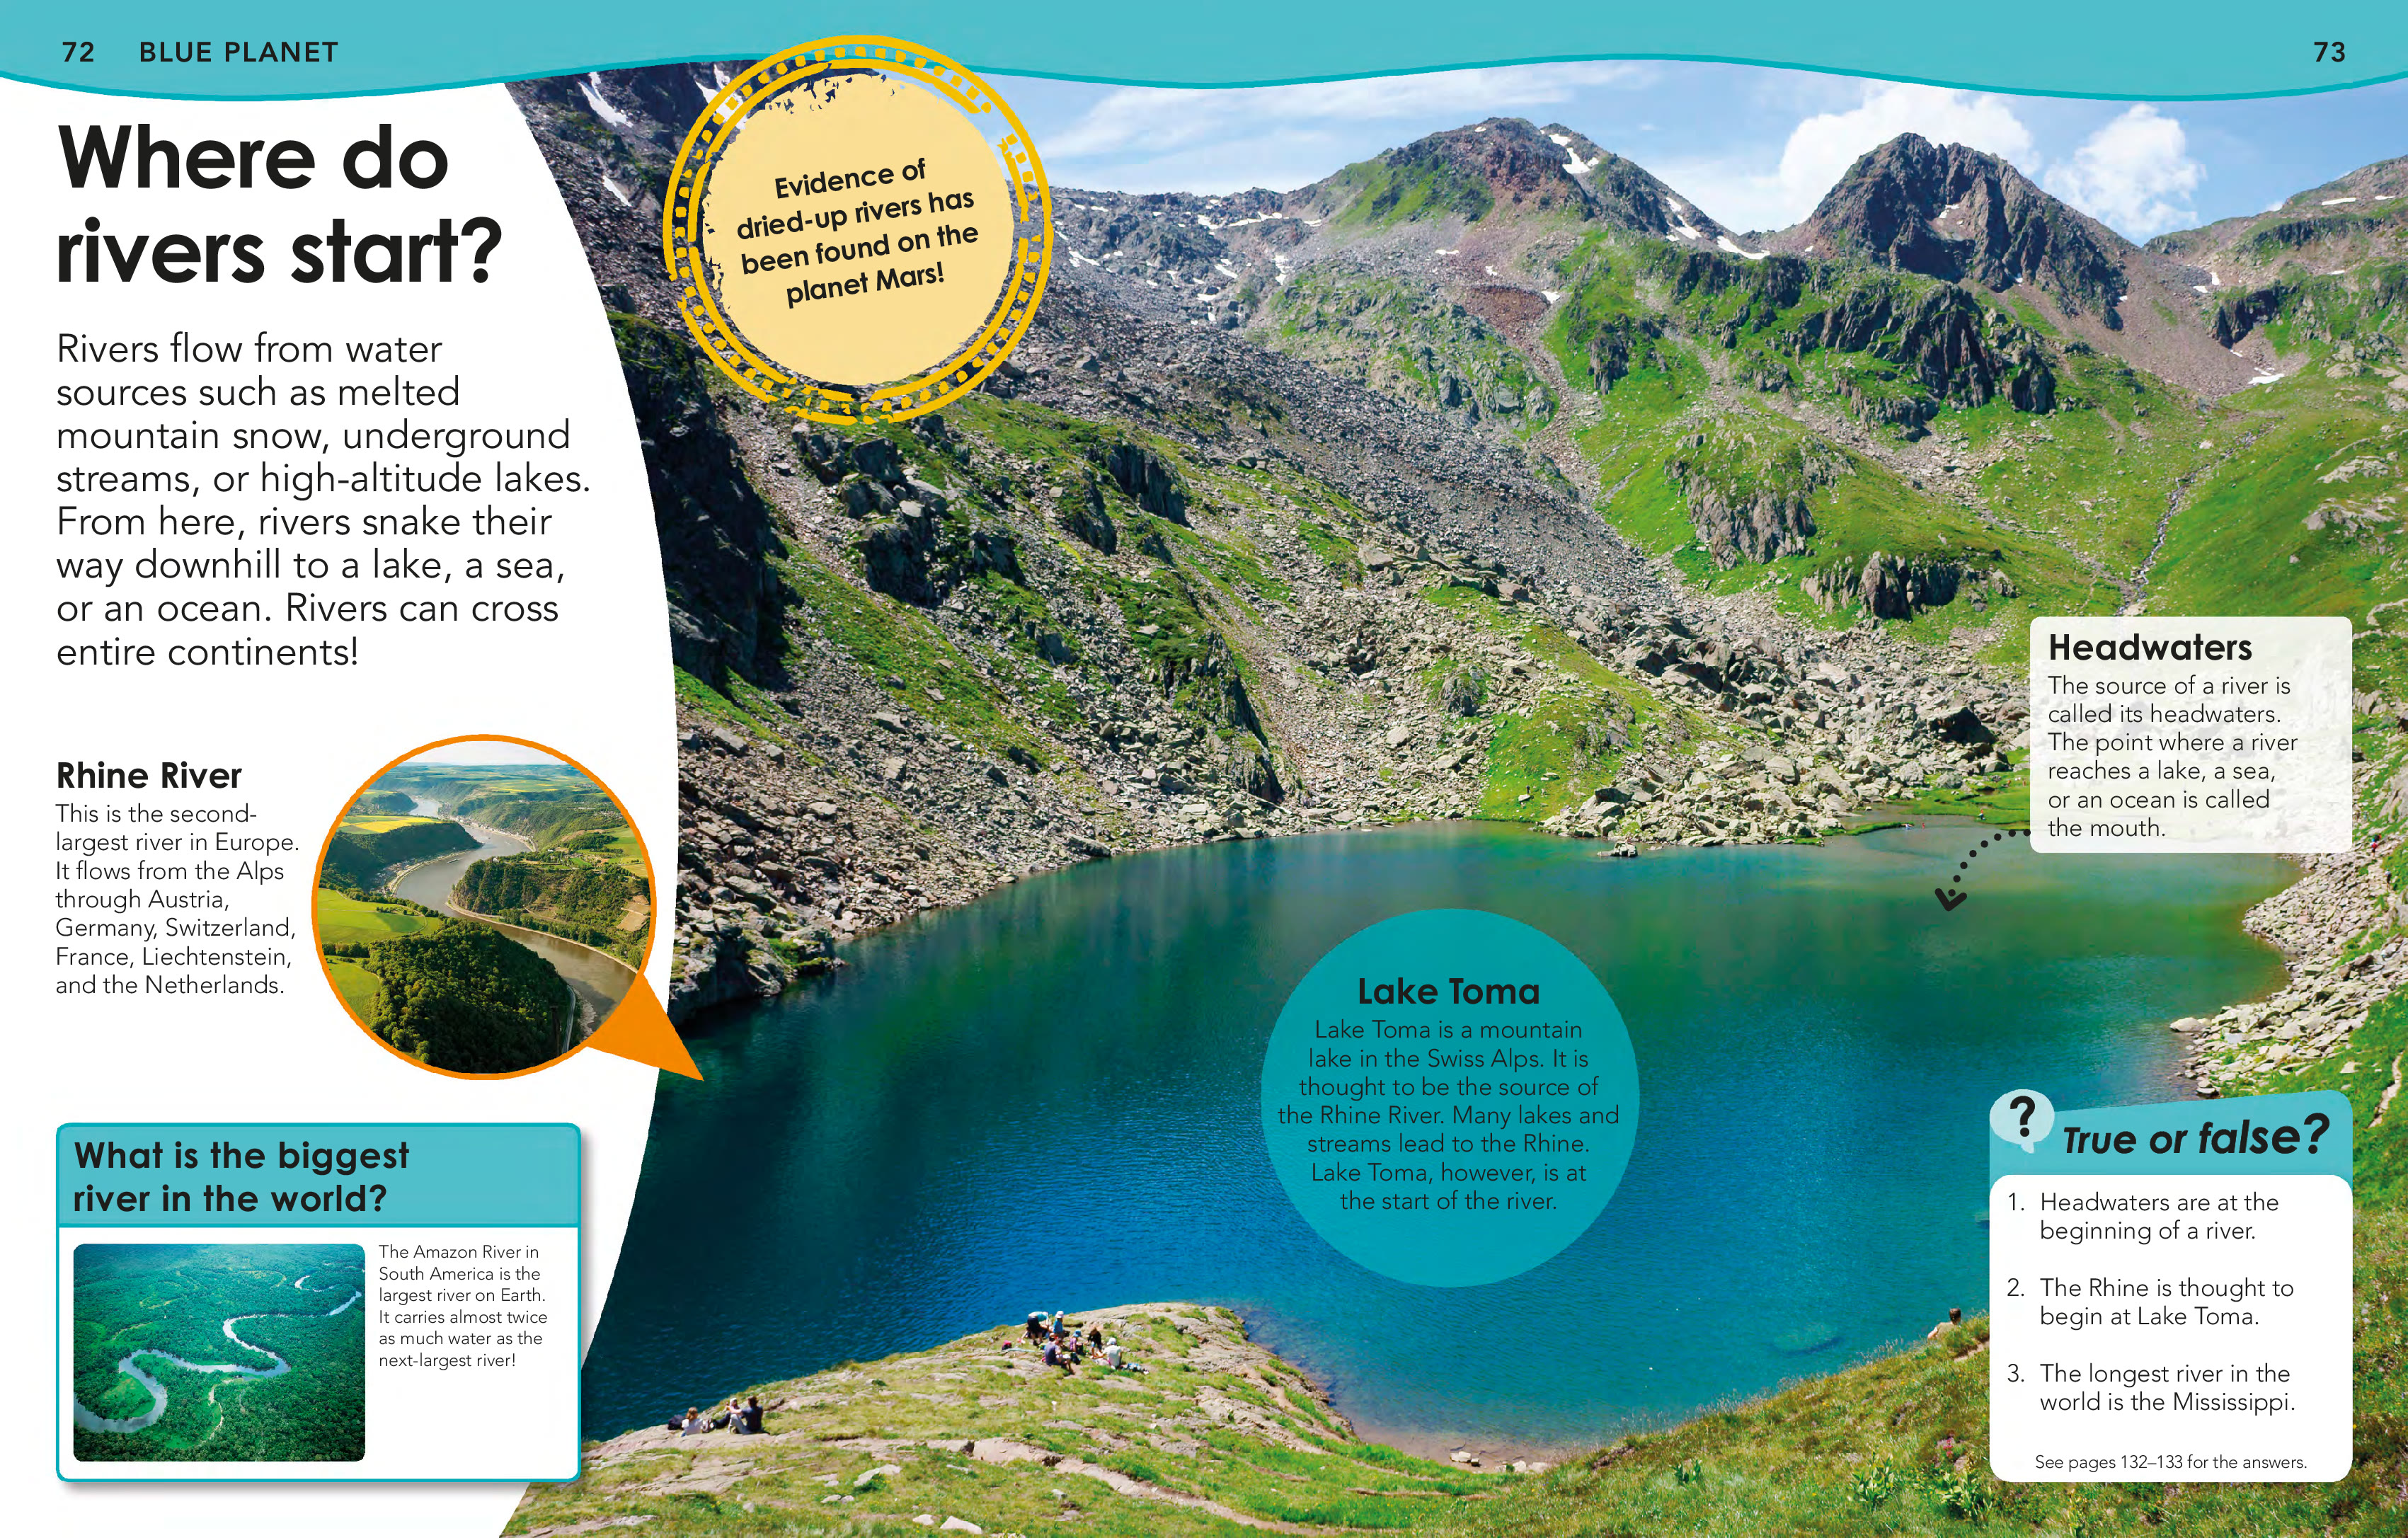 72 BLUE PLANET
73
Where do
rivers start?
Rivers flow from water
sources such as melted
mountain snow, underground
streams, or high-altitude lakes.
From here, rivers snake their
way downhill to a lake, a sea,
or an ocean. Rivers can cross
entire continents!
Evidence of
dried-up rivers has
been found on the
planet Mars!
Rhine River
This is the second-
largest river in Europe.
It flows from the Alps
through Austria,
Germany, Switzerland,
France, Liechtenstein,
and the Netherlands.
What is the biggest
river in the world?
The Amazon River in
South America is the
largest river on Earth.
It carries almost twice
as much water as the
next-largest river!
Headwaters
The source of a river is
called its headwaters.
The point where a river
reaches a lake, a sea,
or an ocean is called
the mouth.
Lake Toma
Lake Toma is a mountain
lake in the Swiss Alps. It is
thought to be the source of
the Rhine River. Many lakes and
streams lead to the Rhine.
Lake Toma, however, is at
the start of the river.
?
True or false?
1. Headwaters are at the
beginning of a river.
2. The Rhine is thought to
begin at Lake Toma.
3. The longest river in the
world is the Mississippi.
See pages 132–133 for the answers.